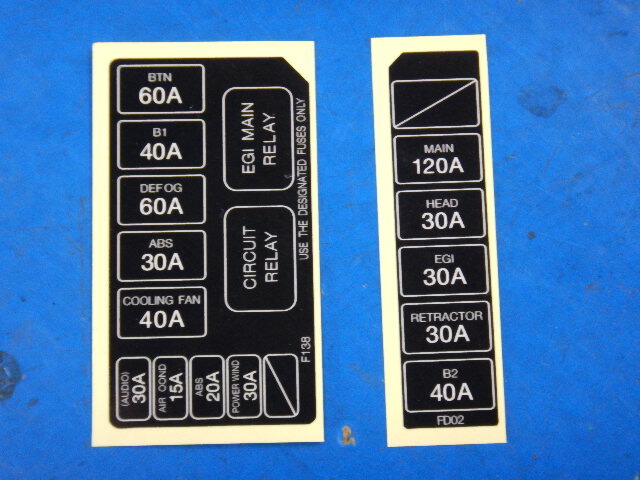 BTN
60A
B1
40A
DEFOG
60A
ABS
30A
COOLING FAN
40A
EGI MAIN
RELAY
CIRCUIT
RELAY
USE THE DESIGNATED FUSES ONLY
(AUDIO)
30A
AIR COND
15A
ABS
20A
POWER WIND
30A
F138
MAIN
120A
HEAD
30A
EGI
30A
RETRACTOR
30A
B2
40A
FD02